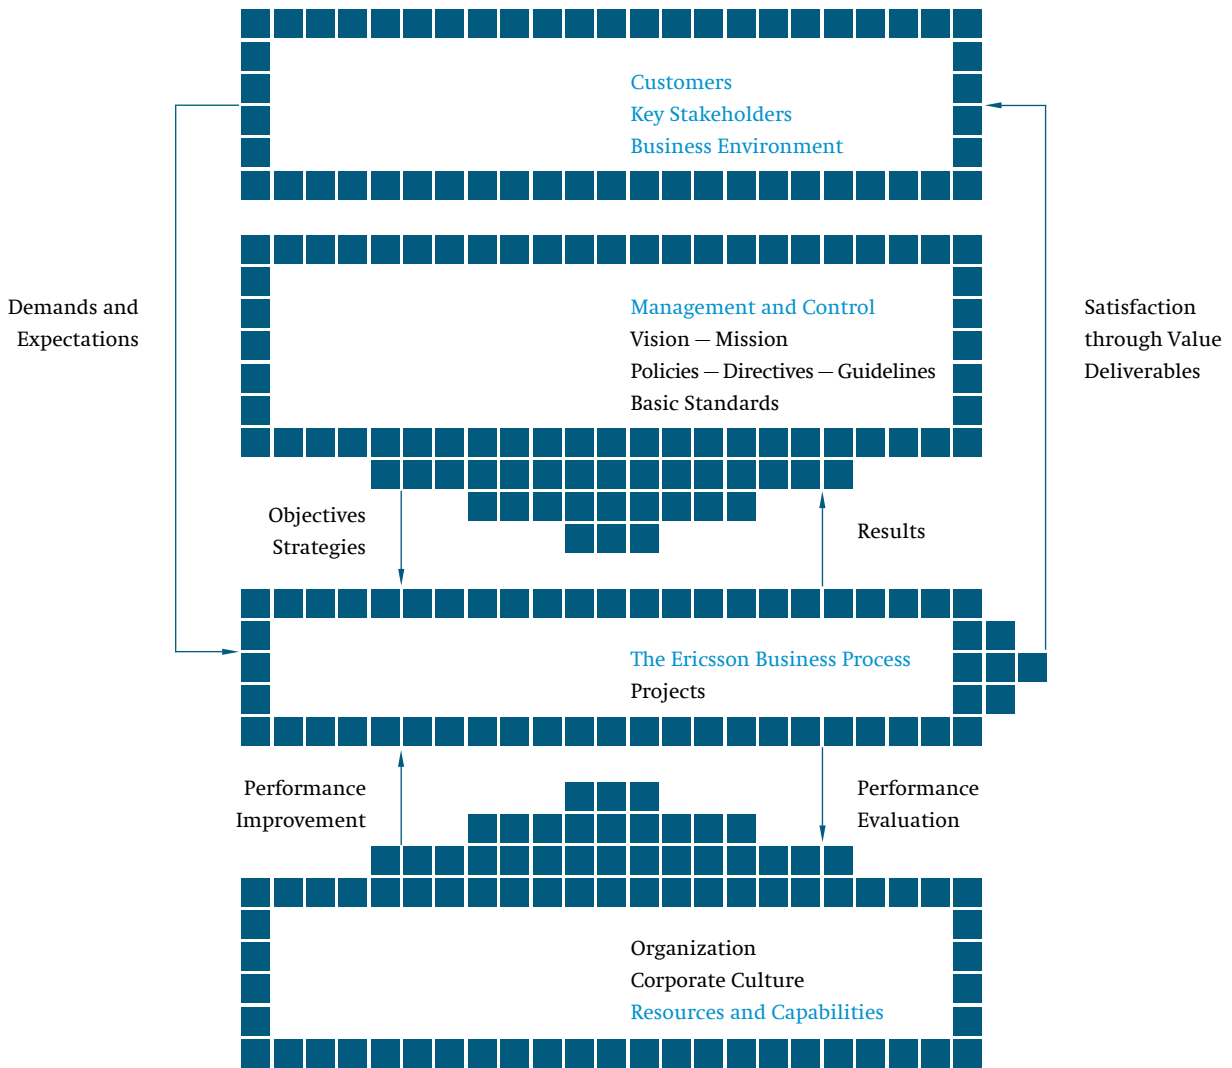 Customers
Key Stakeholders
Business Environment
Demands and
Expectations
Management and Control
Vision — Mission
Policies — Directives — Guidelines
Basic Standards
Satisfaction
through Value
Deliverables
Objectives
Strategies
Results
The Ericsson Business Process
Projects
Performance
Improvement
Performance
Evaluation
Organization
Corporate Culture
Resources and Capabilities